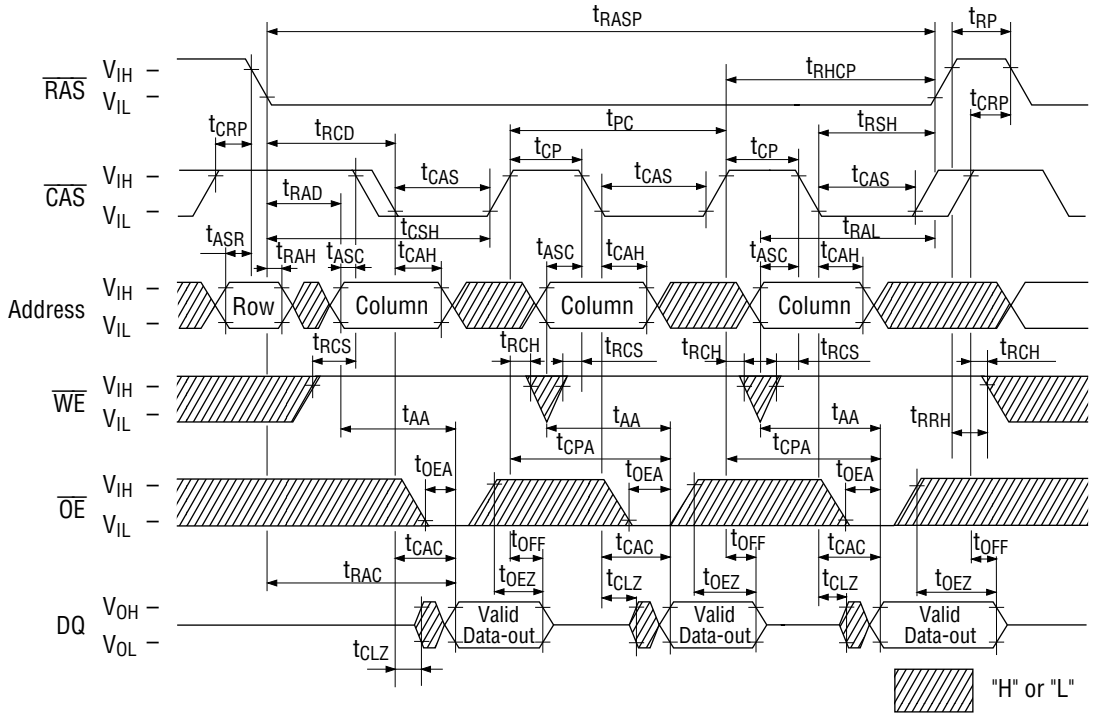 tRASP
tRP
VIH
RAS
VIL
tRHCP
tCRP
tCRP
tRCD
tPC
tRSH
tCP
tCP
VIH
CAS
VIL
tCAS
tCAS
tCAS
tRAD
tCSH
tRAL
tASR
tRAH
tASC
tCAH
tASC
tCAH
tASC
tCAH
Address
VIH
VIL
Row
Column
Column
Column
tRCS
tRCH
tRCS
tRCH
tRCS
tRCH
WE
VIH
VIL
tAA
tAA
tAA
tRRH
tCPA
tCPA
tOEA
tOEA
tOEA
OE
VIH
VIL
tCAC
tOFF
tCAC
tOFF
tCAC
tOFF
tRAC
tOEZ
tCLZ
tOEZ
tCLZ
tOEZ
DQ
VOH
VOL
Valid
Data-out
Valid
Data-out
Valid
Data-out
tCLZ
"H" or "L"